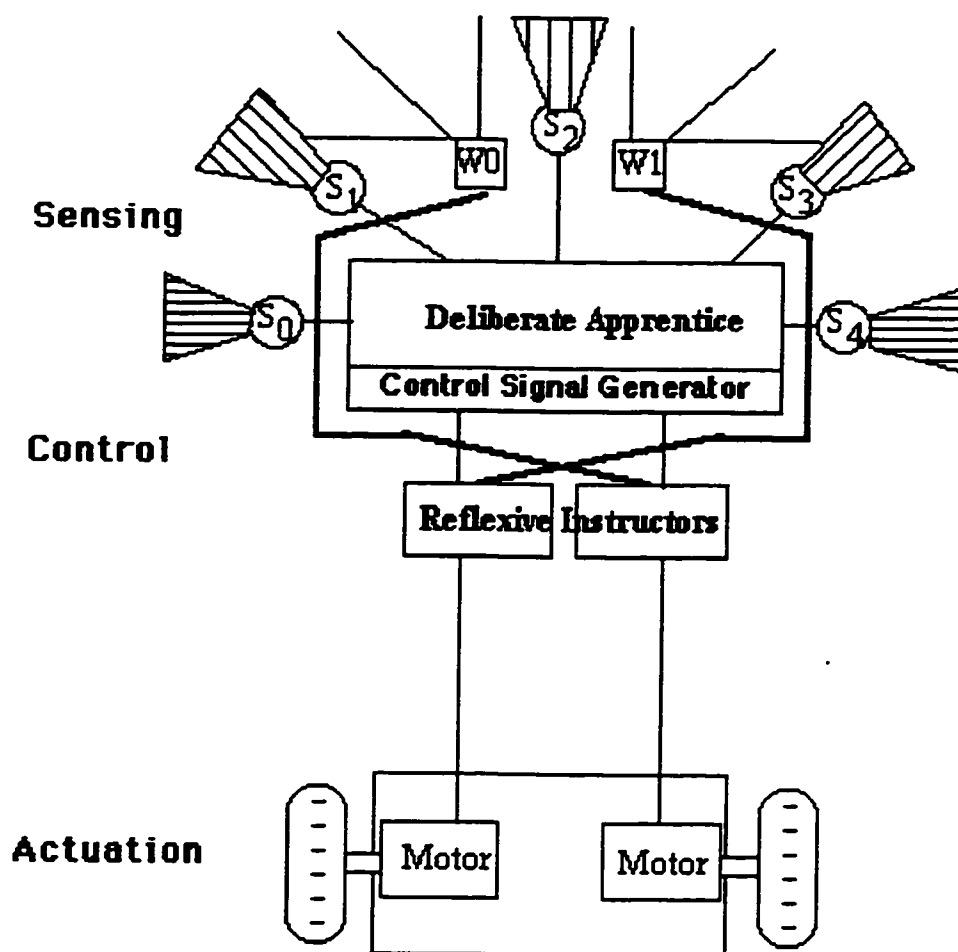 S2
W0
W1
S1
S3
Sensing
S0
Deliberate Apprentice
S4
Control Signal Generator
Control
Reflexive Instructors
Actuation
Motor
Motor